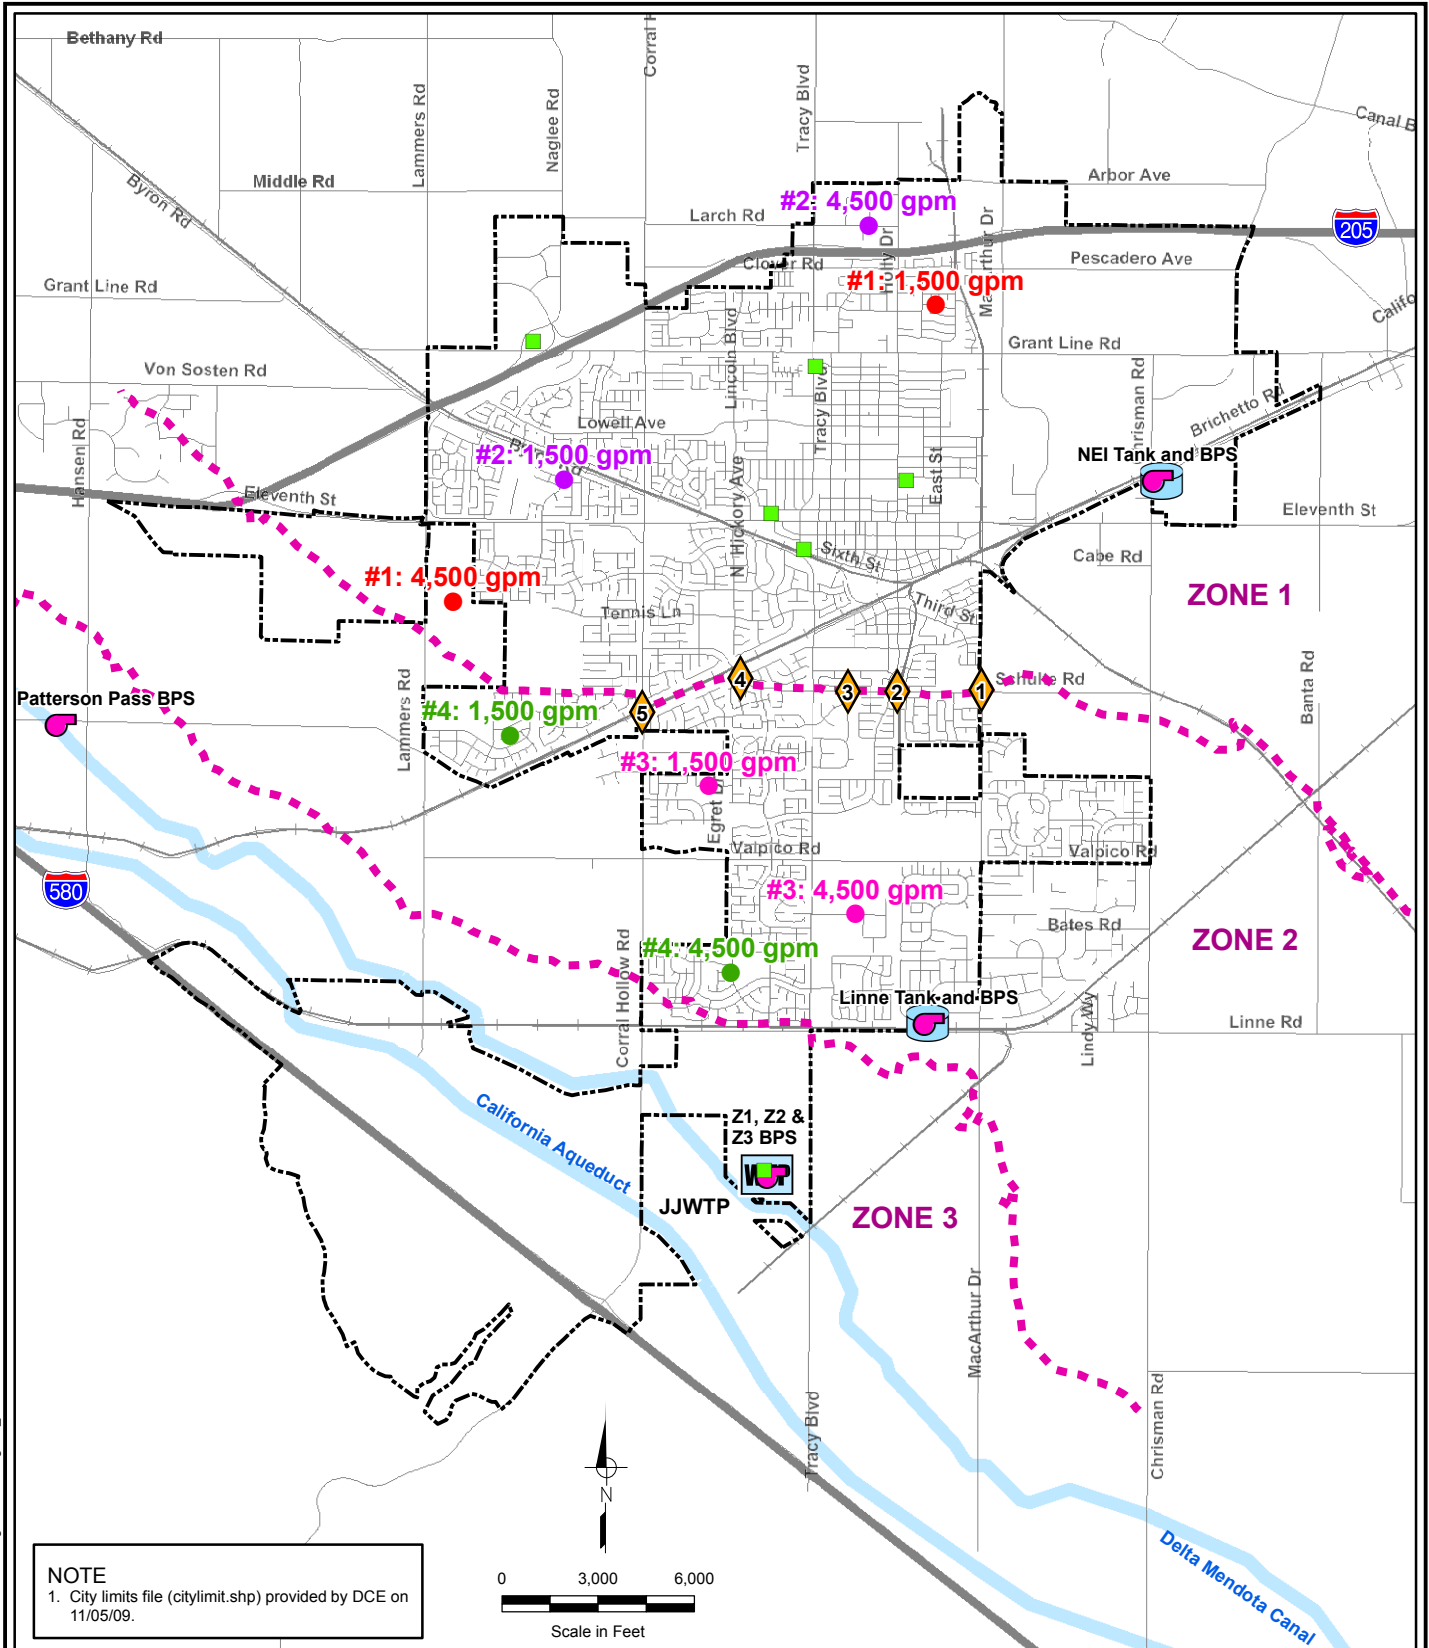 Bethany Rd
Corral H
Tracy Blvd
Lammers Rd
Naglee Rd
Canal B
Byron Rd
Middle Rd
Arbor Ave
#2: 4,500 gpm
Larch Rd
Holly Dr
MacArthur Dr
205
Clover Rd
Pescadero Ave
#1: 1,500 gpm
Grant Line Rd
Califo
Lincoln Blvd
Grant Line Rd
Von Sosten Rd
Tracy Blvd
Chrisman Rd
Brichetto Rd
Hansen Rd
Lowell Ave
Byron Rd
#2: 1,500 gpm
N Hickory Ave
East St
NEI Tank and BPS
Eleventh St
Eleventh St
Sixth St
Cabe Rd
#1: 4,500 gpm
ZONE 1
Tennis Ln
Third St
Schulte Rd
Banta Rd
Patterson Pass BPS
Lammers Rd
5
4
3
2
1
#4: 1,500 gpm
#3: 1,500 gpm
Egret Dr
Valpico Rd
Valpico Rd
580
#3: 4,500 gpm
Bates Rd
ZONE 2
Corral Hollow Rd
#4: 4,500 gpm
Linne Tank and BPS
Lindy Wy
Linne Rd
California Aqueduct
Z1, Z2 &
Z3 BPS
JJWTP
ZONE 3
MacArthur Dr
Tracy Blvd
Chrisman Rd
N
Delta Mendota Canal
NOTE
1. City limits file (citylimit.shp) provided by DCE on
11/05/09.
0 3,000 6,000
Scale in Feet